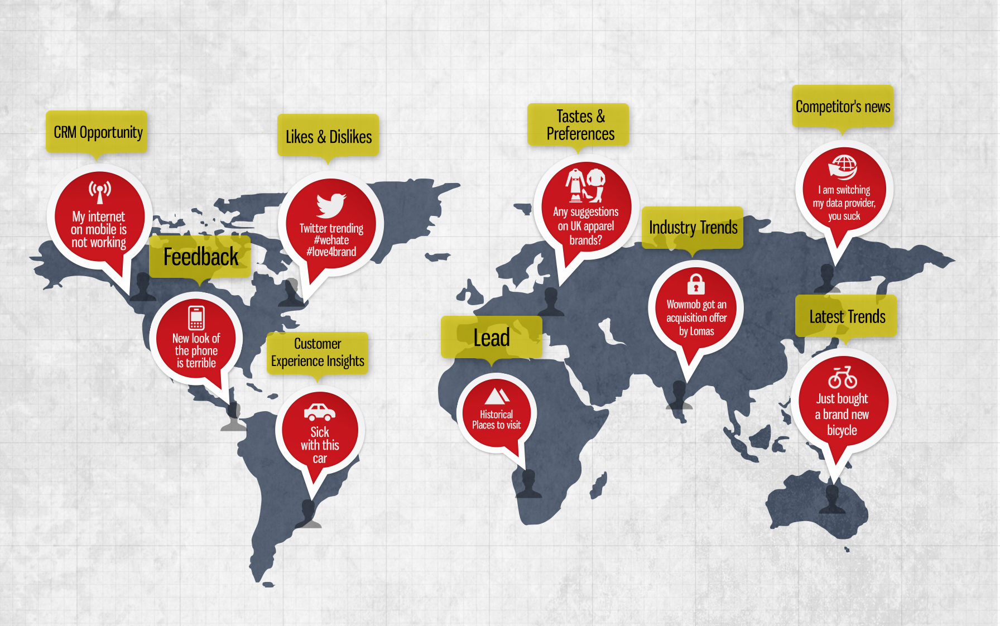 CRM Opportunity
My internet
on mobile is
not working
Feedback
New look of
the phone
is terrible
Likes & Dislikes
Twitter trending
#wehate
#love4brand
Customer
Experience Insights
Sick
with this
car
Lead
Historical
Places to visit
Tastes &
Preferences
Any suggestions
on UK apparel
brands?
Industry Trends
Wowmob got an
acquisition offer
by Lomas
Competitor's news
I am switching
my data provider,
you suck
Latest Trends
Just bought
a brand new
bicycle